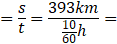 = s/t = 393km / (10/60 h) =